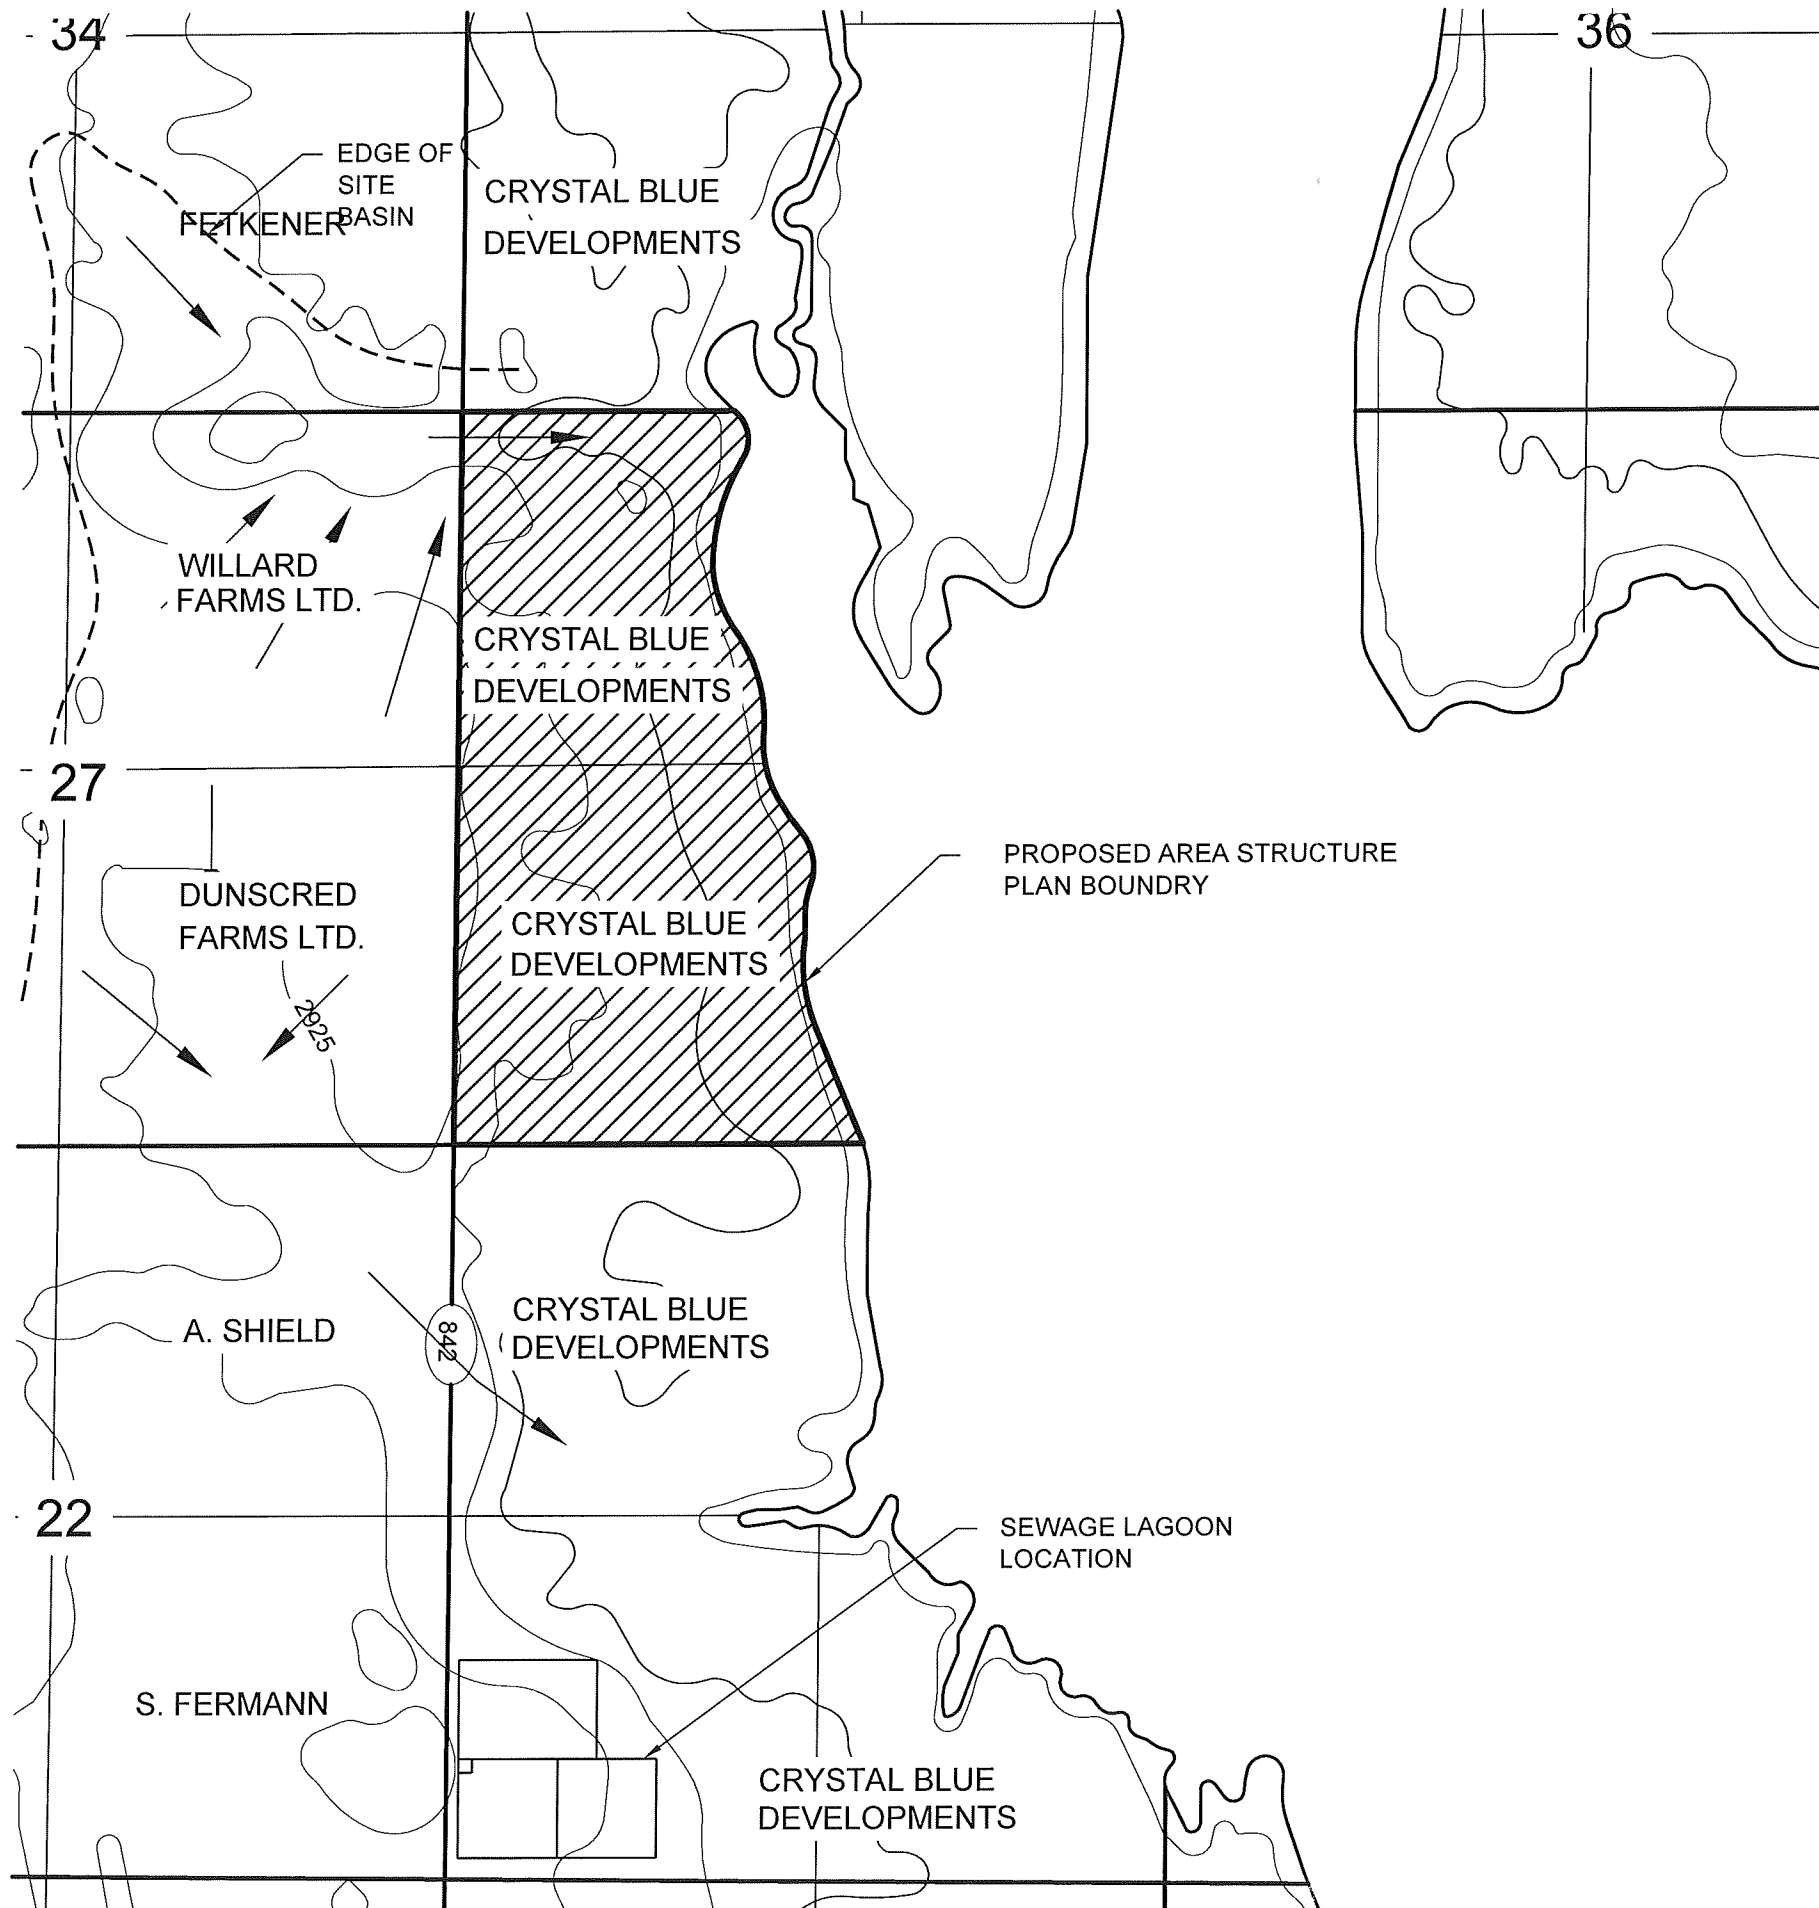 34
36
EDGE OF
SITE
BASIN
FETKENER
CRYSTAL BLUE
DEVELOPMENTS
WILLARD
FARMS LTD.
CRYSTAL BLUE
DEVELOPMENTS
27
PROPOSED AREA STRUCTURE
PLAN BOUNDRY
DUNSCRED
FARMS LTD.
CRYSTAL BLUE
DEVELOPMENTS
2925
A. SHIELD
842
CRYSTAL BLUE
DEVELOPMENTS
22
SEWAGE LAGOON
LOCATION
S. FERMANN
CRYSTAL BLUE
DEVELOPMENTS